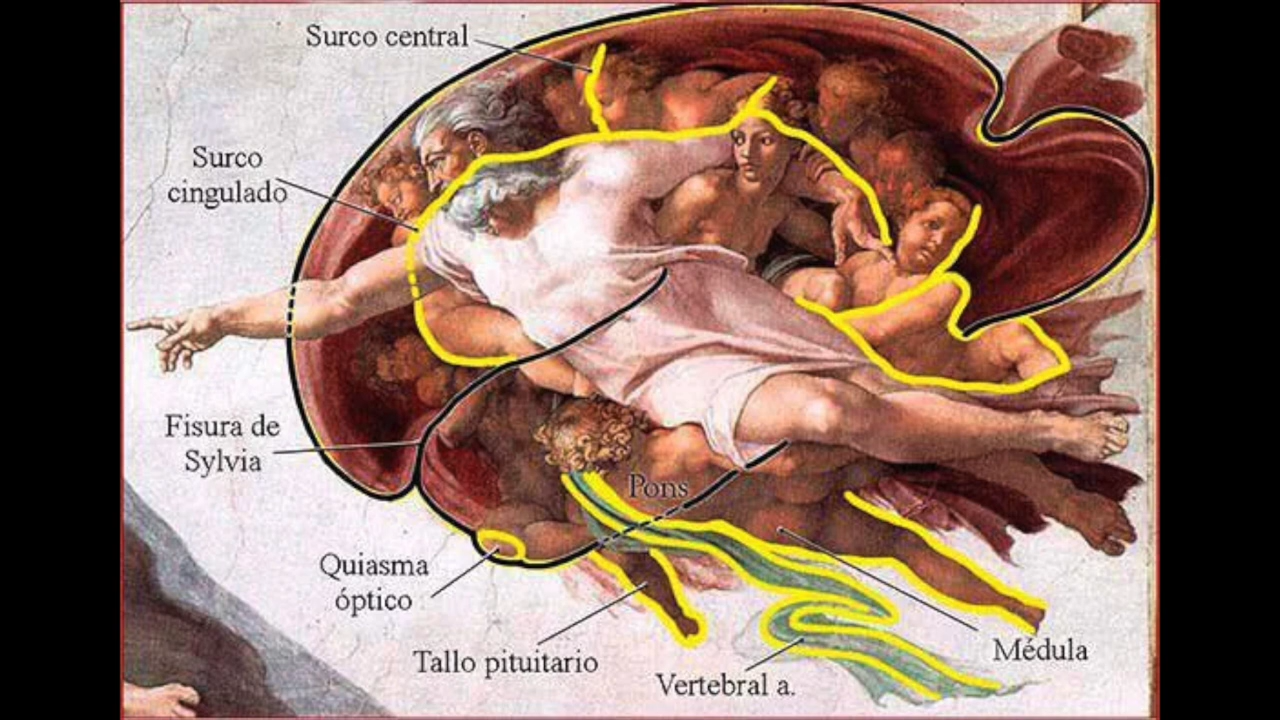 Surco central
Surco
cingulado
Fisura de
Sylvia
Pons
Quiasma
óptico
Tallo pituitario
Vertebral a.
Médula